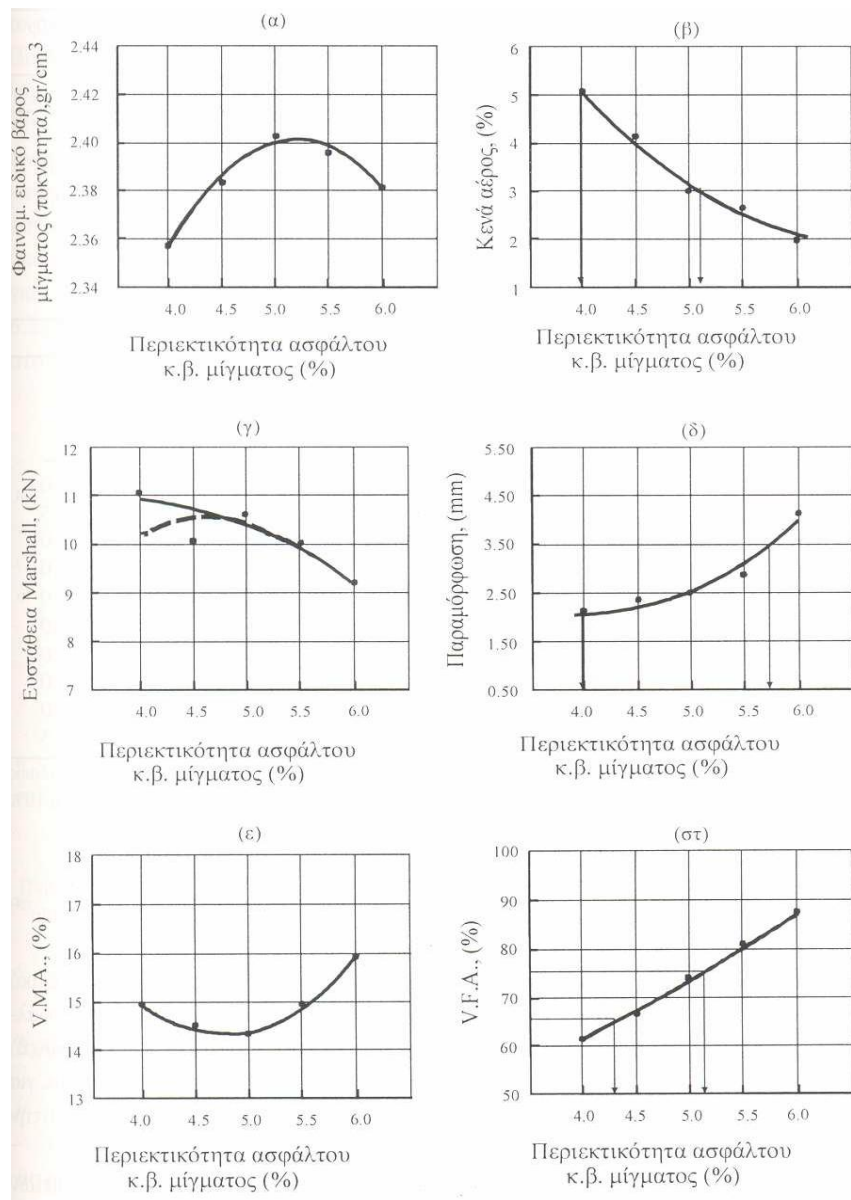 (α)
2.44
2.42
2.40
2.38
2.36
2.34
Φαινομ. ειδικό βάρος
μίγματος (πυκνότητα),gr/cm3
4.0 4.5 5.0 5.5 6.0
Περιεκτικότητα ασφάλτου
κ.β. μίγματος (%)
(β)
6
5
4
3
2
1
Κενά αέρος, (%)
4.0 4.5 5.0 5.5 6.0
Περιεκτικότητα ασφάλτου
κ.β. μίγματος (%)
(γ)
12
11
10
9
8
7
Ευστάθεια Marshall, (kN)
4.0 4.5 5.0 5.5 6.0
Περιεκτικότητα ασφάλτου
κ.β. μίγματος (%)
(δ)
5.50
4.50
3.50
2.50
1.50
0.50
Παραμόρφωση, (mm)
4.0 4.5 5.0 5.5 6.0
Περιεκτικότητα ασφάλτου
κ.β. μίγματος (%)
(ε)
18
17
16
15
14
13
V.M.A., (%)
4.0 4.5 5.0 5.5 6.0
Περιεκτικότητα ασφάλτου
κ.β. μίγματος (%)
(στ)
100
90
80
70
60
50
V.F.A., (%)
4.0 4.5 5.0 5.5 6.0
Περιεκτικότητα ασφάλτου
κ.β. μίγματος (%)